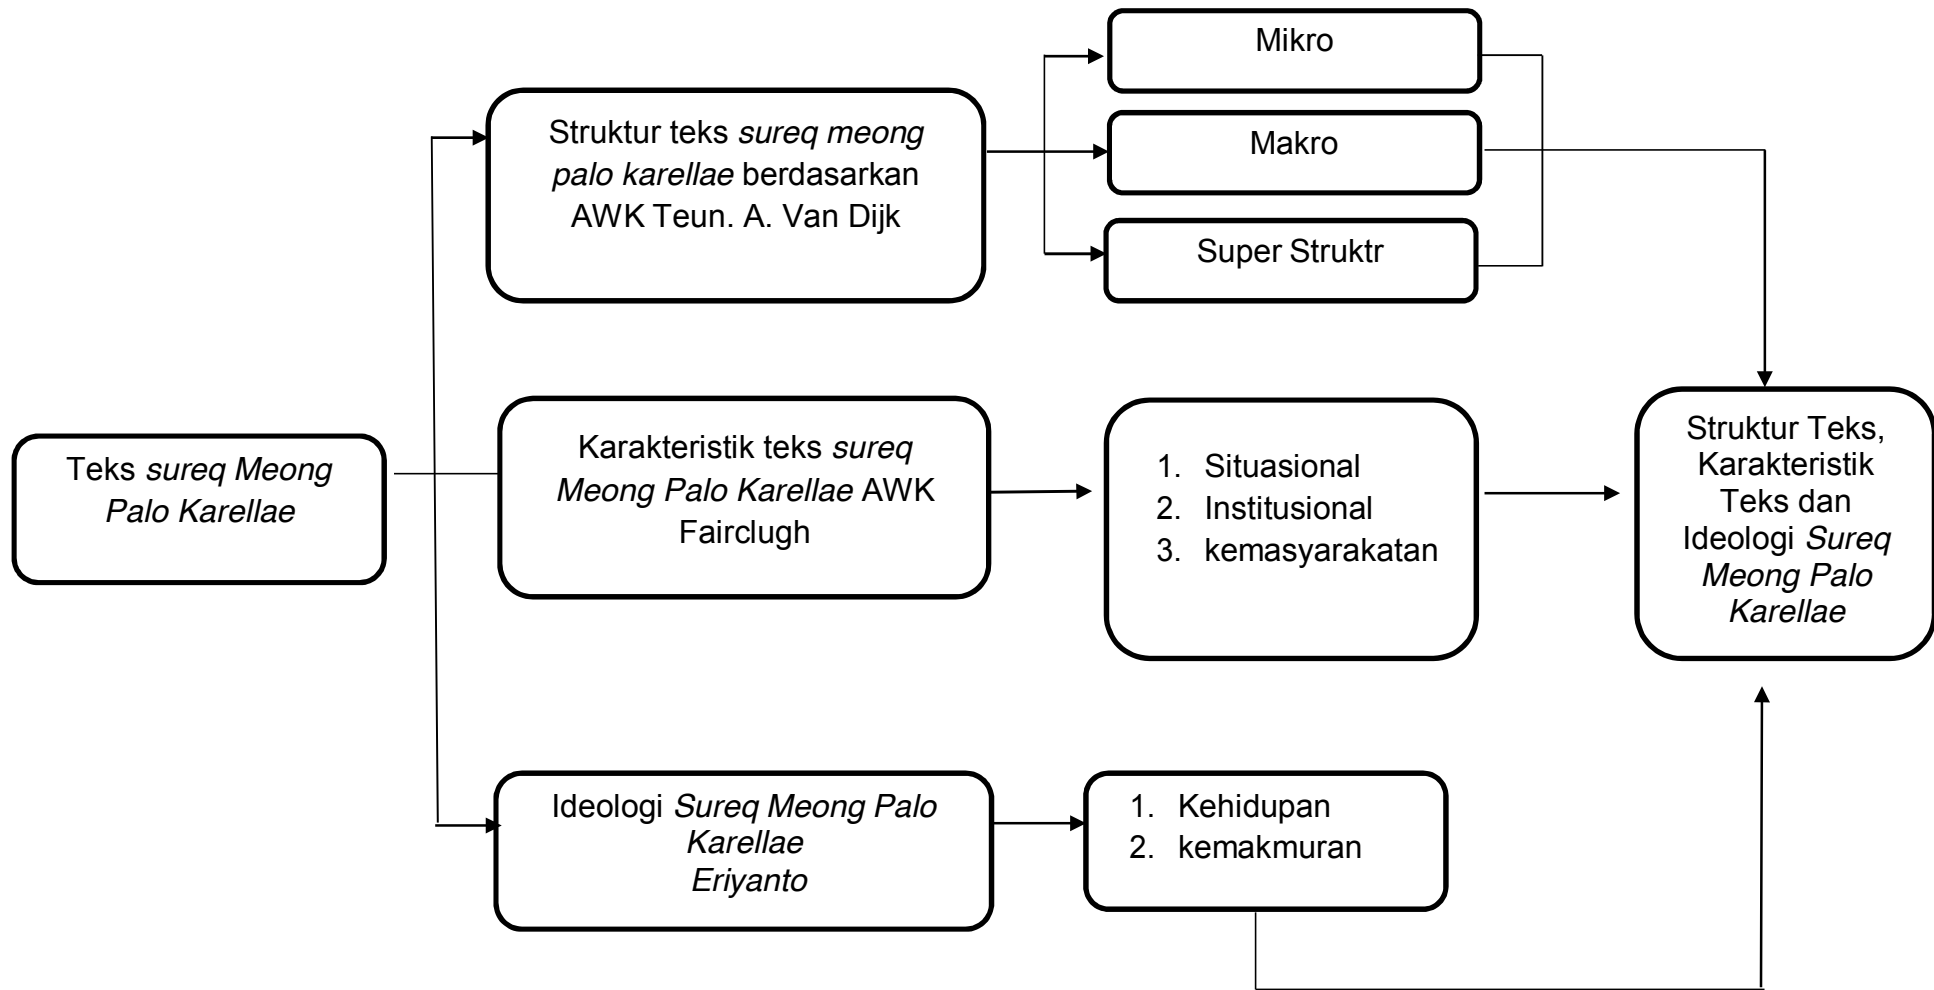 Teks sureq Meong
Palo Karellae
Struktur teks sureq meong
palo karellae berdasarkan
AWK Teun. A. Van Dijk
Mikro
Makro
Super Struktr
Karakteristik teks sureq
Meong Palo Karellae AWK
Fairclugh
1. Situasional
2. Institusional
3. kemasyarakatan
Ideologi Sureq Meong Palo
Karellae
Eriyanto
1. Kehidupan
2. kemakmuran
Struktur Teks,
Karakteristik
Teks dan
Ideologi Sureq
Meong Palo
Karellae